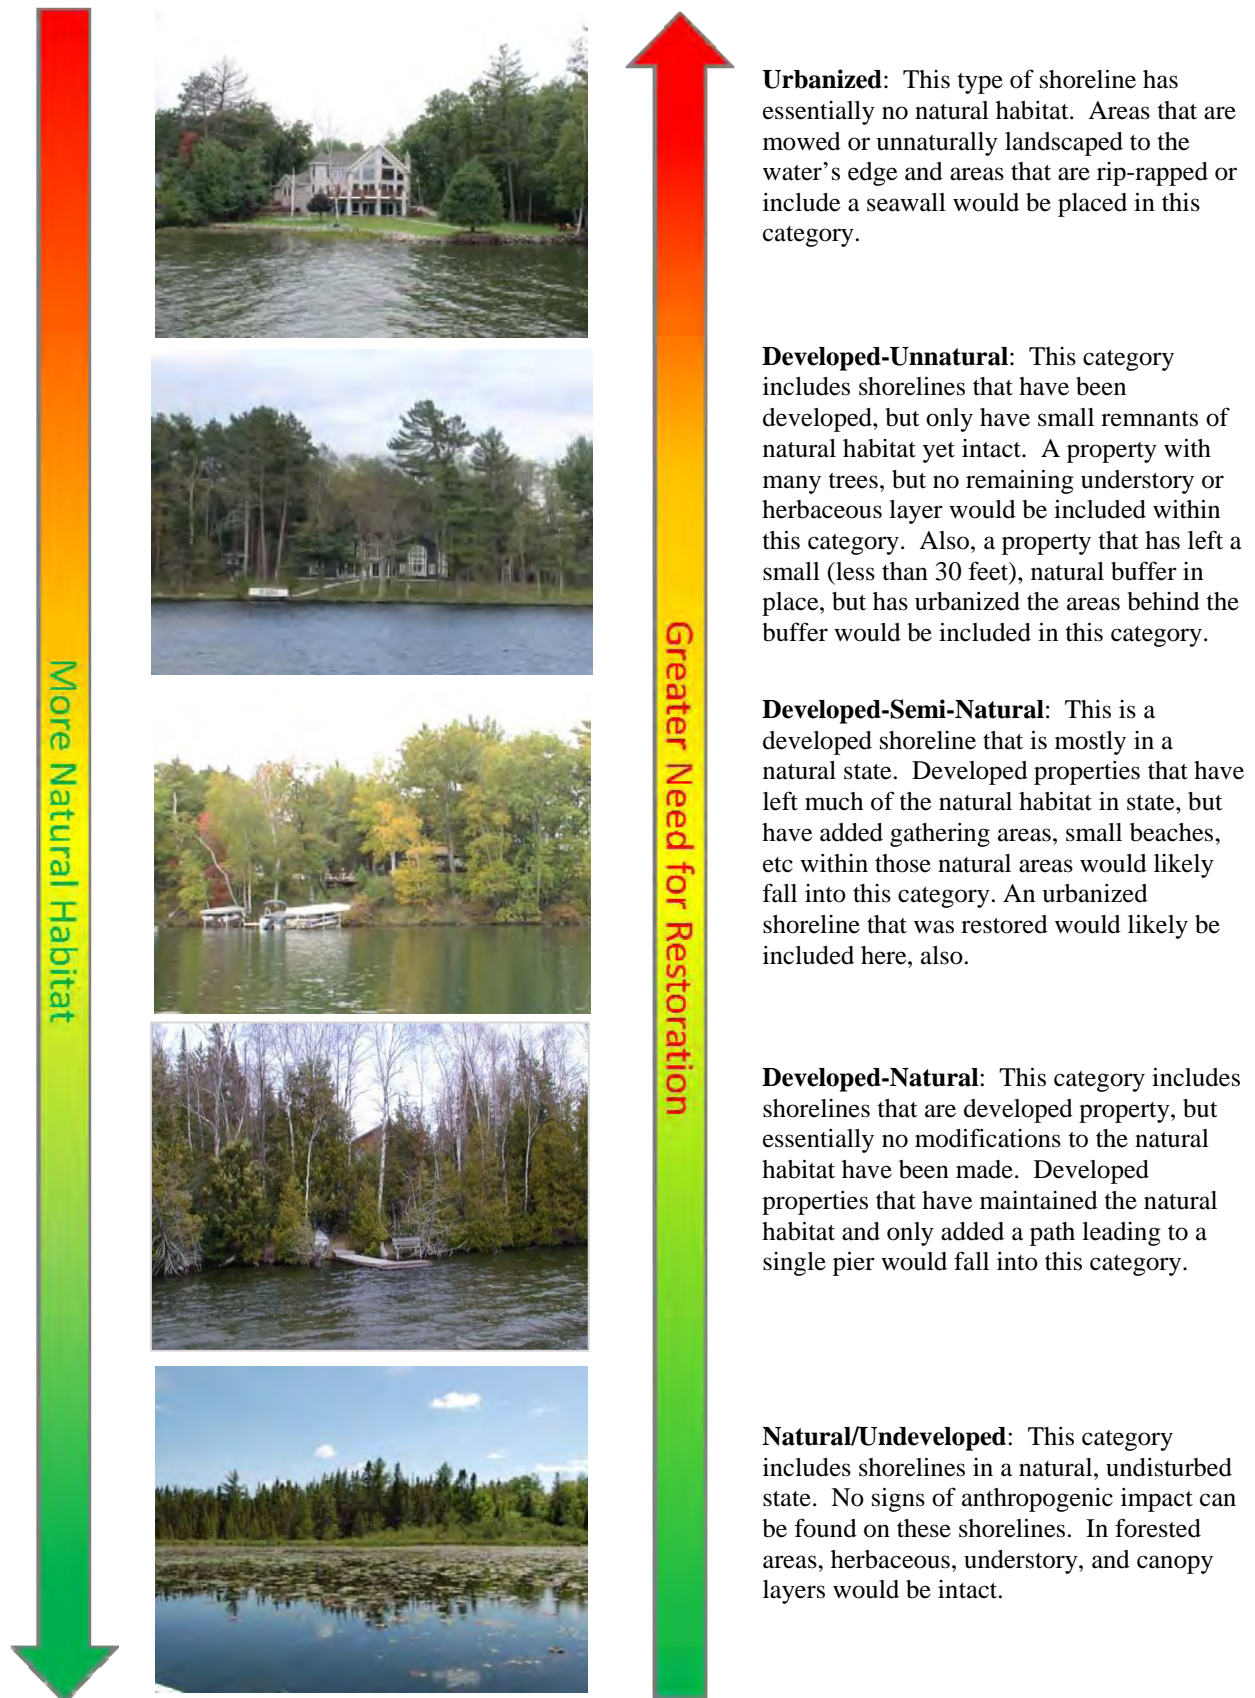 More Natural Habitat
Greater Need for Restoration
Urbanized:  This type of shoreline has
essentially no natural habitat.  Areas that are
mowed or unnaturally landscaped to the
water's edge and areas that are rip-rapped or
include a seawall would be placed in this
category.
Developed-Unnatural:  This category
includes shorelines that have been
developed, but only have small remnants of
natural habitat yet intact.  A property with
many trees, but no remaining understory or
herbaceous layer would be included within
this category.  Also, a property that has left a
small (less than 30 feet), natural buffer in
place, but has urbanized the areas behind the
buffer would be included in this category.
Developed-Semi-Natural:  This is a
developed shoreline that is mostly in a
natural state.  Developed properties that have
left much of the natural habitat in state, but
have added gathering areas, small beaches,
etc within those natural areas would likely
fall into this category. An urbanized
shoreline that was restored would likely be
included here, also.
Developed-Natural:  This category includes
shorelines that are developed property, but
essentially no modifications to the natural
habitat have been made.  Developed
properties that have maintained the natural
habitat and only added a path leading to a
single pier would fall into this category.
Natural/Undeveloped:  This category
includes shorelines in a natural, undisturbed
state.  No signs of anthropogenic impact can
be found on these shorelines.  In forested
areas, herbaceous, understory, and canopy
layers would be intact.